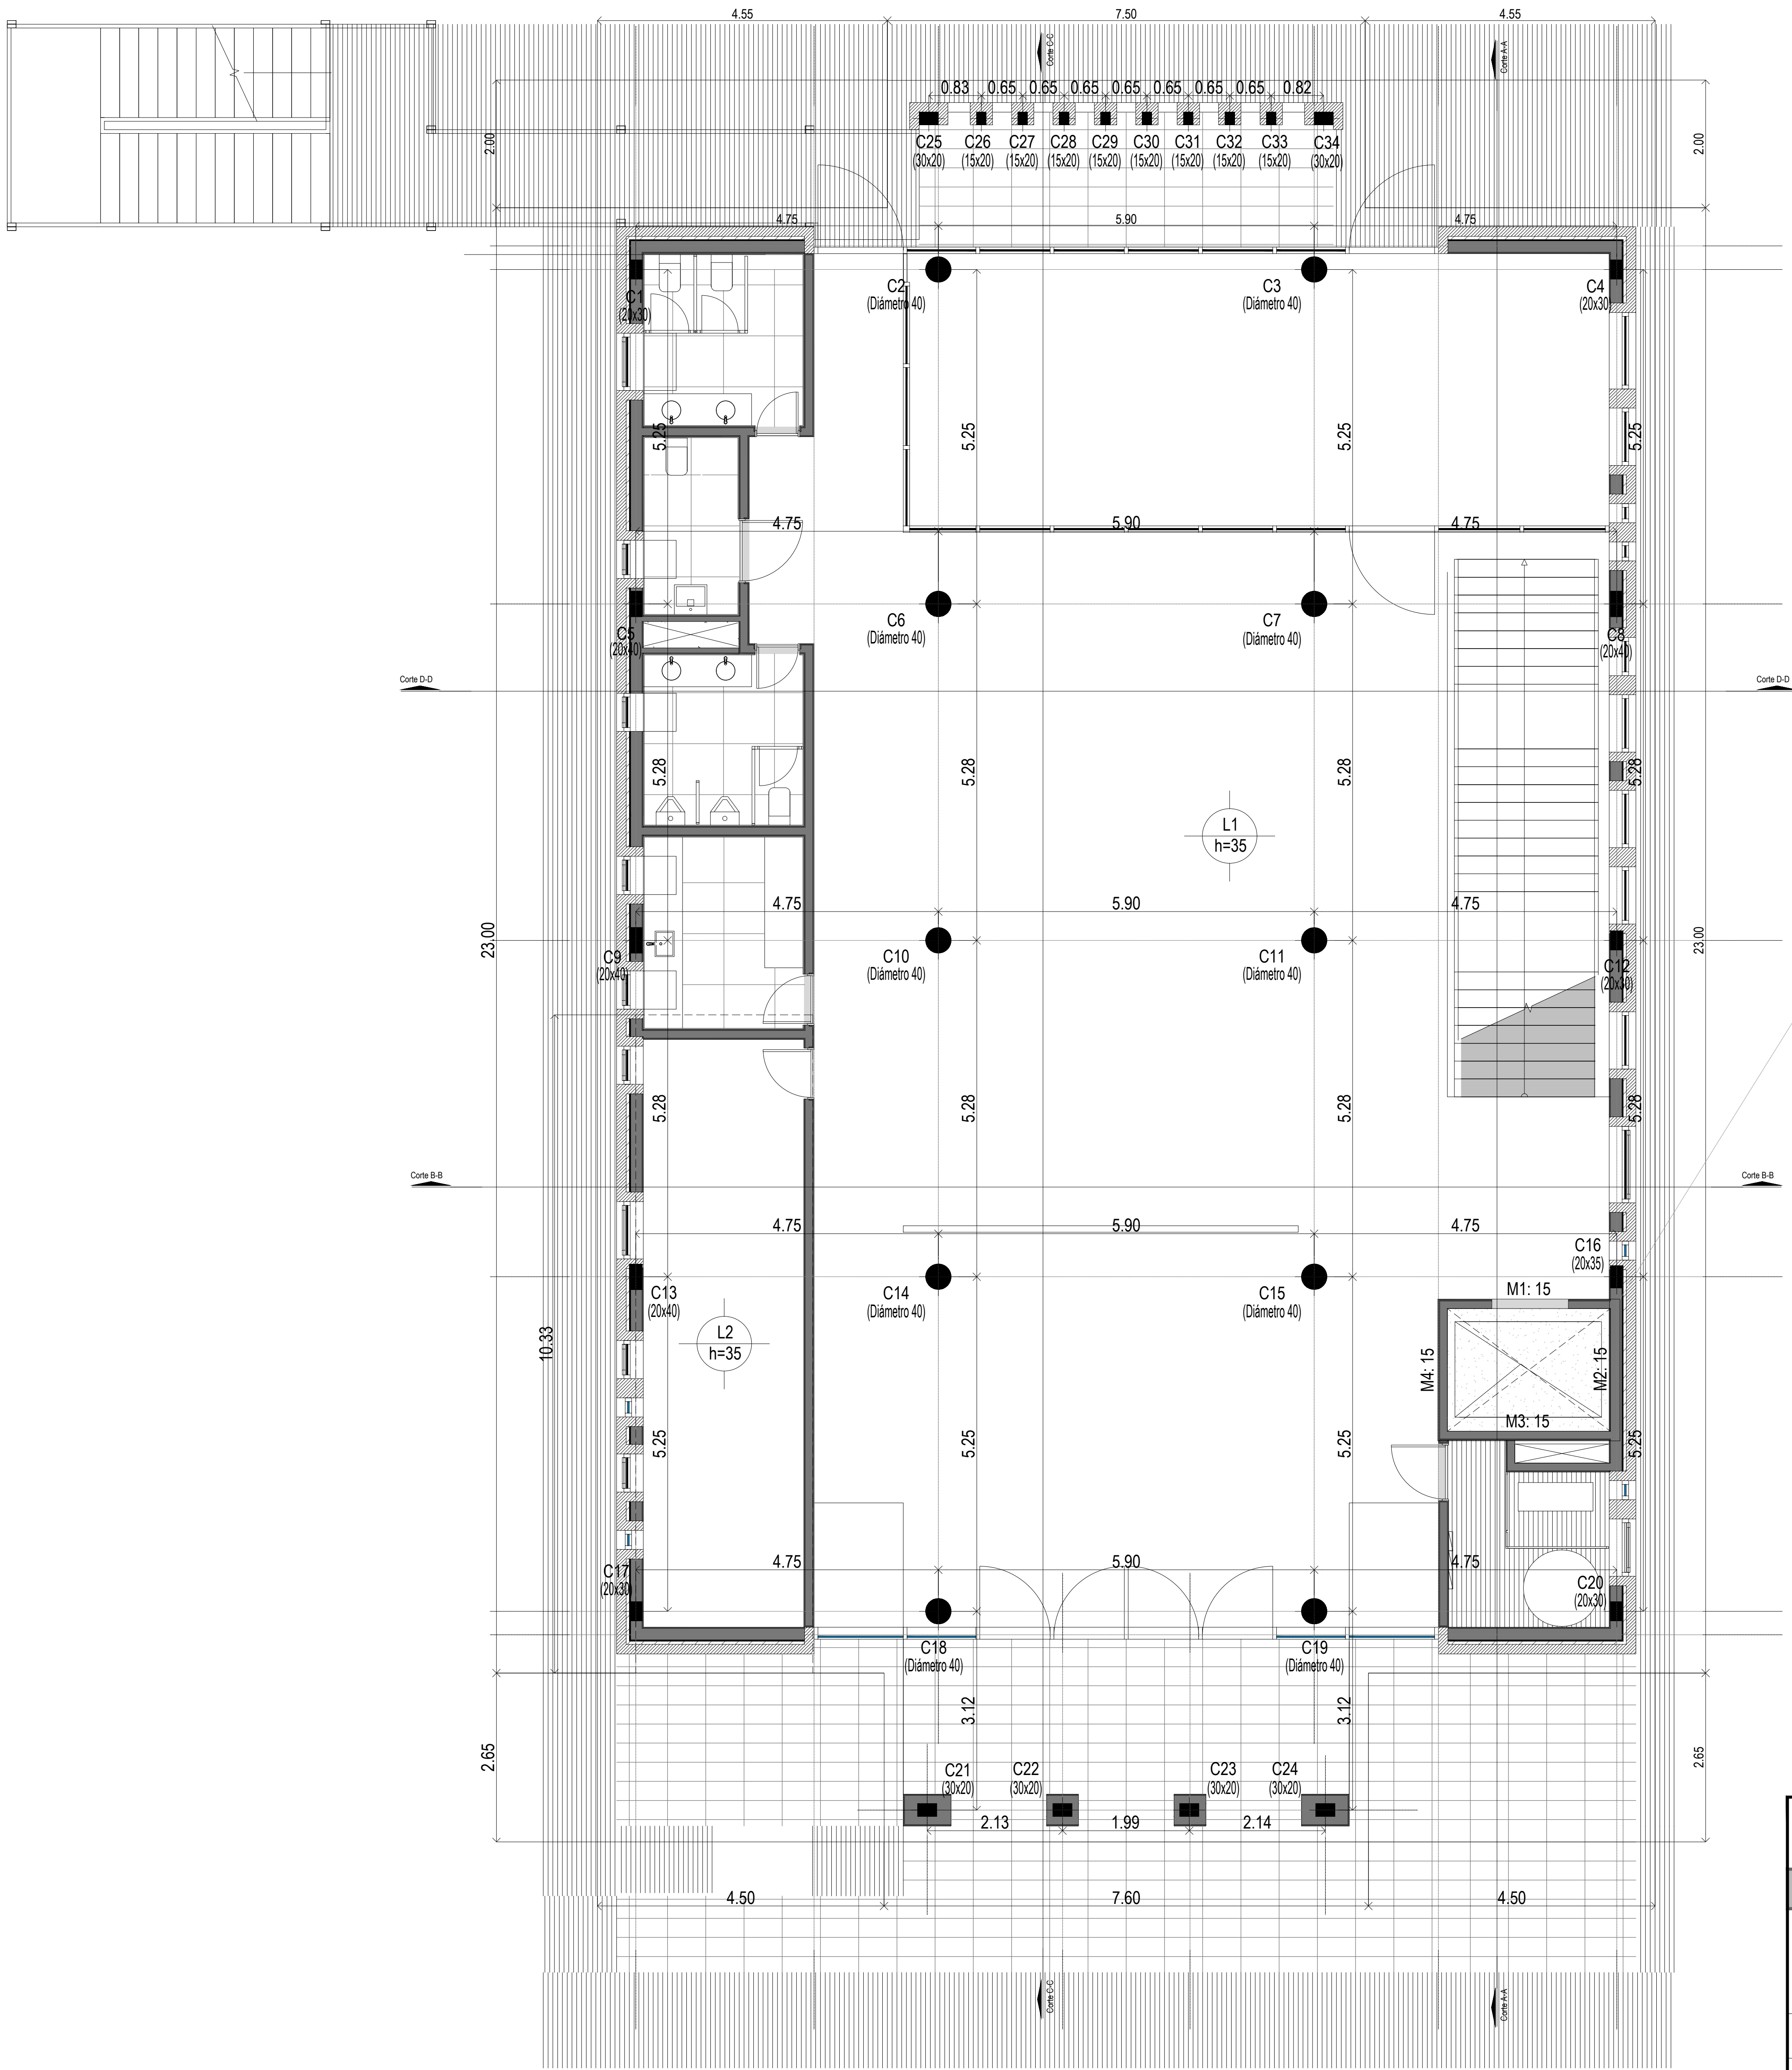 4.55 7.50 4.55
Corte C-C
Corte A-A
0.83 0.65 0.65 0.65 0.65 0.65 0.65 0.65 0.82
2.00
2.00
C25 C26 C27 C28 C29 C30 C31 C32 C33 C34
(30x20) (15x20) (15x20) (15x20) (15x20) (15x20) (15x20) (15x20) (15x20) (30x20)
4.75 5.90 4.75
C1
(20x30)
C2
(Diámetro 40)
C3
(Diámetro 40)
C4
(20x30)
5.25 5.25 5.25 5.25
4.75 5.90 4.75
C5
(20x40)
C6
(Diámetro 40)
C7
(Diámetro 40)
C8
(20x40)
Corte D-D
Corte D-D
5.28 5.28 5.28 5.28
L1
h=35
4.75 5.90 4.75
23.00
23.00
C9
(20x40)
C10
(Diámetro 40)
C11
(Diámetro 40)
C12
(20x30)
5.28 5.28 5.28 5.28
Corte B-B
Corte B-B
4.75 5.90 4.75
C13
(20x40)
C14
(Diámetro 40)
C15
(Diámetro 40)
C16
(20x35)
M1: 15
M4: 15
M2: 15
M3: 15
10.33
L2
h=35
5.25 5.25 5.25 5.25
4.75 5.90 4.75
C17
(20x30)
C18
(Diámetro 40)
C19
(Diámetro 40)
C20
(20x30)
3.12 3.12
2.65
2.65
C21
(30x20)
C22
(30x20)
C23
(30x20)
C24
(30x20)
2.13 1.99 2.14
4.50 7.60 4.50
Corte C-C
Corte A-A